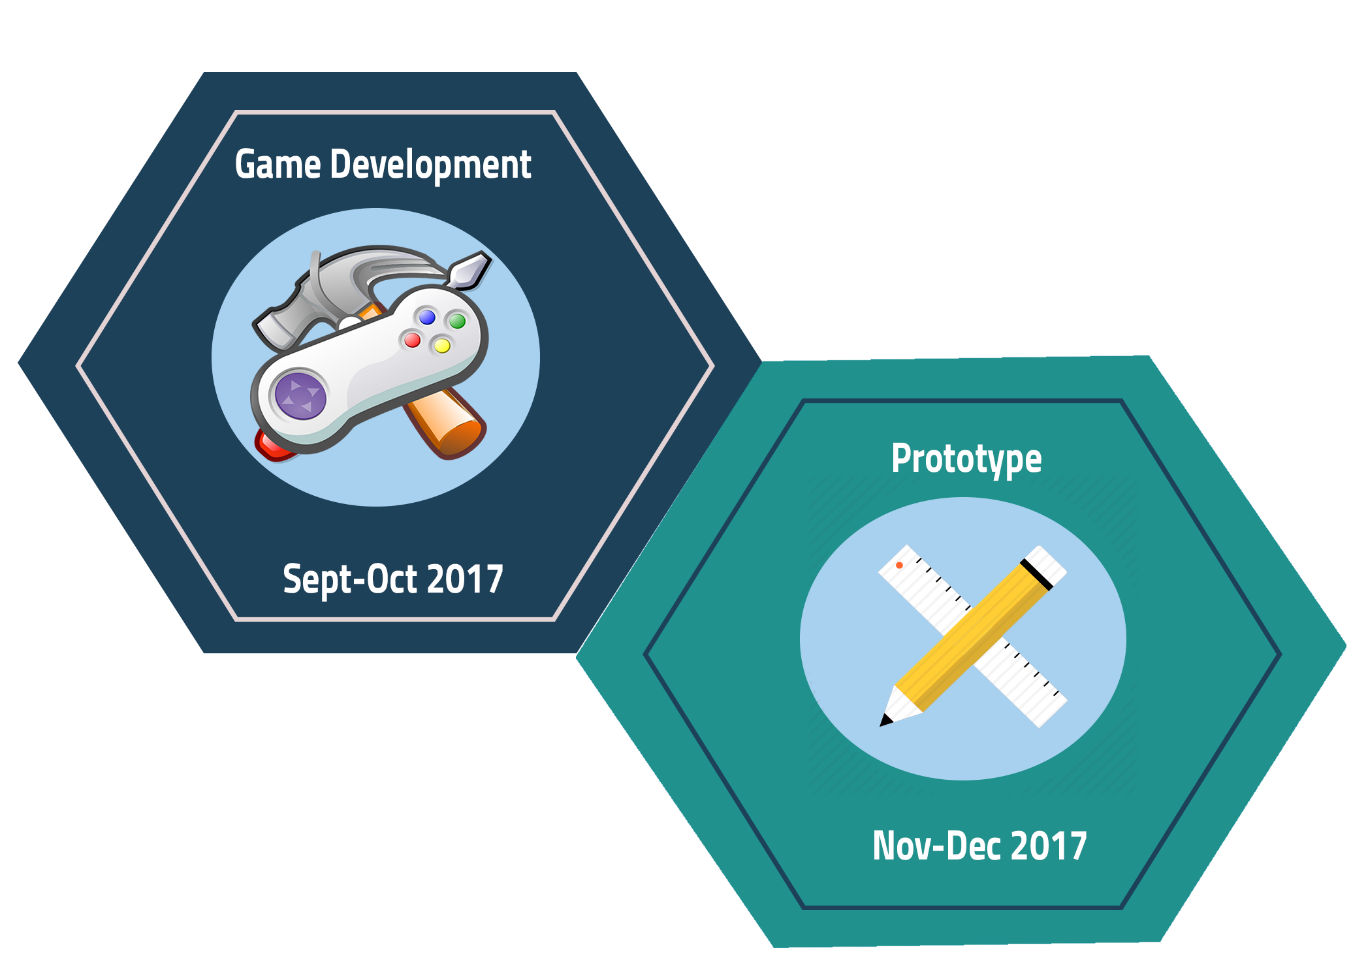 Game Development
Sept-Oct 2017
Prototype
Nov-Dec 2017